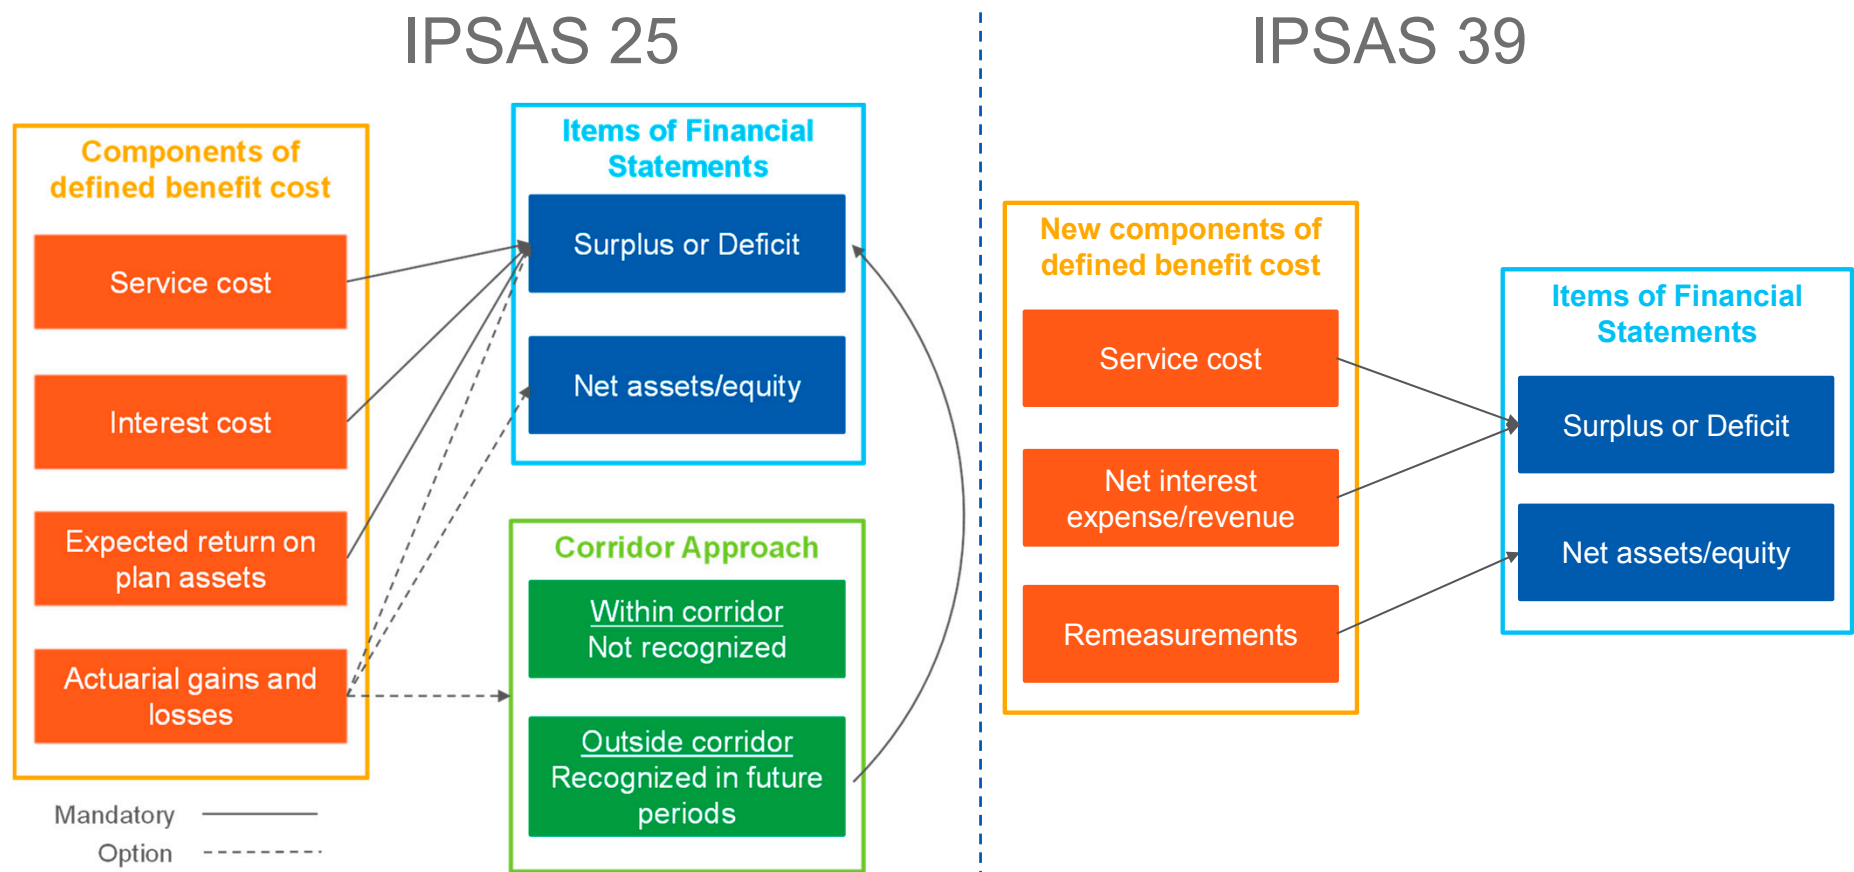 IPSAS 25
Components of
defined benefit cost
Service cost
Interest cost
Expected return on
plan assets
Actuarial gains and
losses
Mandatory
Option
Items of Financial
Statements
Surplus or Deficit
Net assets/equity
Corridor Approach
Within corridor
Not recognized
Outside corridor
Recognized in future
periods
IPSAS 39
New components of
defined benefit cost
Service cost
Net interest
expense/revenue
Remeasurements
Items of Financial
Statements
Surplus or Deficit
Net assets/equity